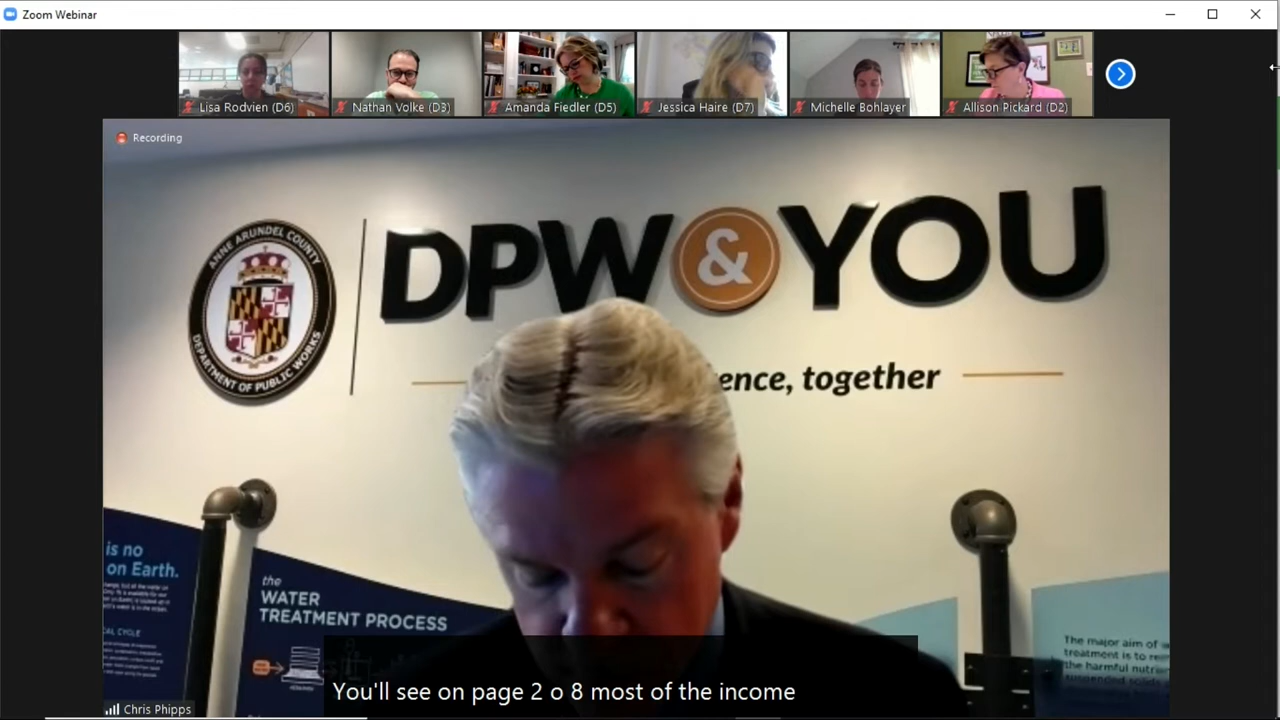 Zoom Webinar
Lisa Rodvien (D6)
Nathan Volke (D3)
Amanda Fiedler (D5)
Jessica Haire (D7)
Michelle Bohlayer
Allison Pickard (D2)
Recording
ANNE ARUNDEL COUNTY
DEPARTMENT OF PUBLIC WORKS
DPW & YOU
ence, together
is no
on Earth.
the
WATER
TREATMENT PROCESS
The major aim of
treatment is to
the harmful
You'll see on page 2 o 8 most of the income
Chris Phipps